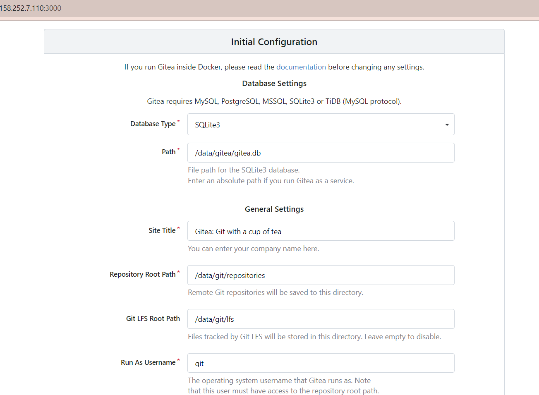 158.252.7.110:3000
Initial Configuration
If you run Gitea inside Docker, please read the documentation before changing any settings.
Database Settings
Gitea requires MySQL, PostgreSQL, MSSQL, SQLite3 or TiDB (MySQL protocol).
Database Type * SQLite3
Path * /data/gitea/gitea.db
File path for the SQLite3 database.
Enter an absolute path if you run Gitea as a service.
General Settings
Site Title * Gitea: Git with a cup of tea
You can enter your company name here.
Repository Root Path * /data/git/repositories
Remote Git repositories will be saved to this directory.
Git LFS Root Path /data/git/lfs
Files tracked by Git LFS will be stored in this directory. Leave empty to disable.
Run As Username * git
The operating system username that Gitea runs as. Note
that this user must have access to the repository root path.